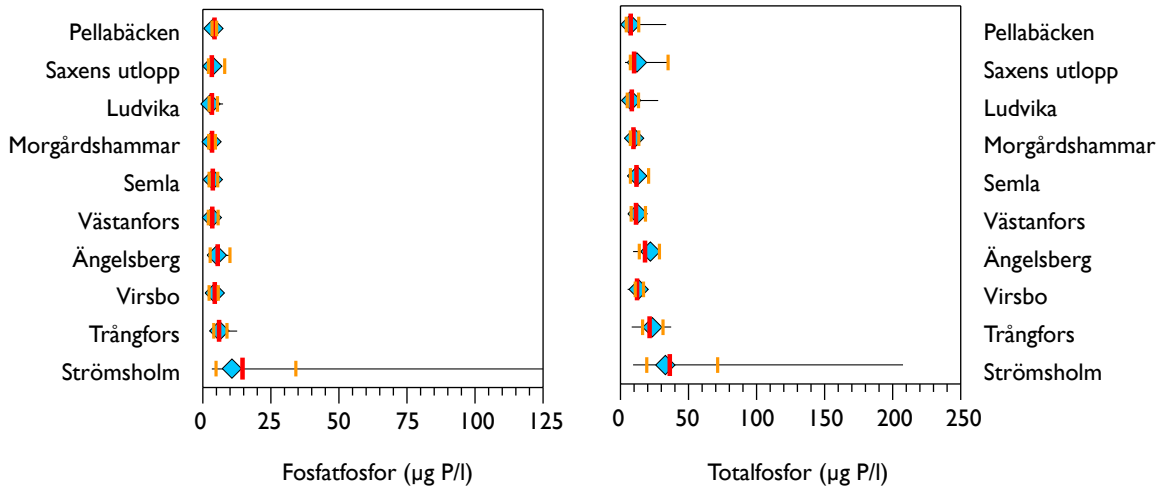 Pellabäcken
Saxens utlopp
Ludvika
Morgårdshammar
Semla
Västanfors
Ängelsberg
Virsbo
Trångfors
Strömsholm
0 25 50 75 100 125
Fosfatfosfor (µg P/l)
0 50 100 150 200 250
Totalfosfor (µg P/l)
Pellabäcken
Saxens utlopp
Ludvika
Morgårdshammar
Semla
Västanfors
Ängelsberg
Virsbo
Trångfors
Strömsholm